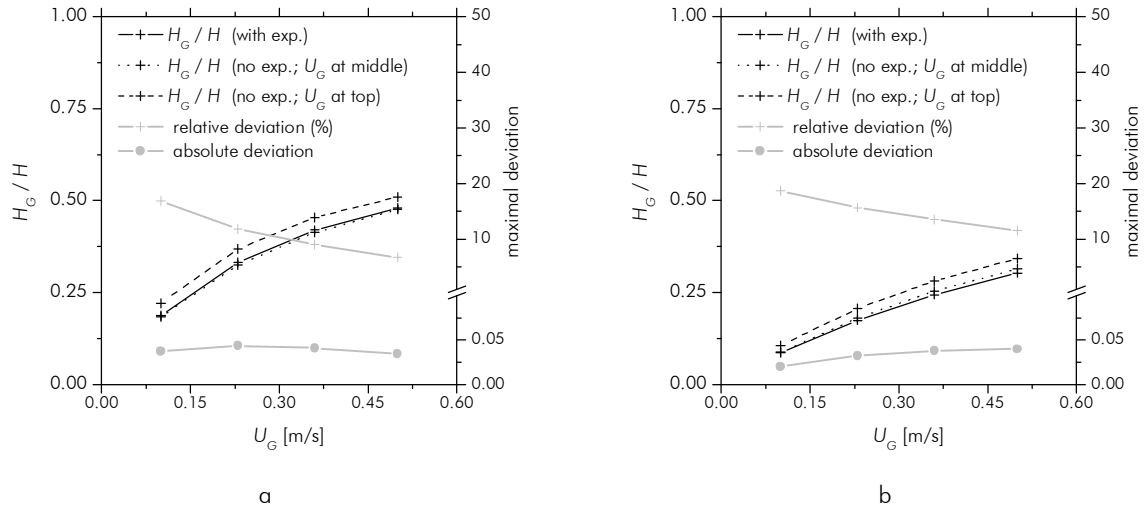 1.00
0.75
0.50
0.25
0.00
H_G / H
50
40
30
20
10
0.05
0.00
maximal deviation
H_G / H (with exp.)
H_G / H (no exp.; U_G at middle)
H_G / H (no exp.; U_G at top)
relative deviation (%)
absolute deviation
0.00 0.15 0.30 0.45 0.60
U_G [m/s]
a
1.00
0.75
0.50
0.25
0.00
H_G / H
50
40
30
20
10
0.05
0.00
maximal deviation
H_G / H (with exp.)
H_G / H (no exp.; U_G at middle)
H_G / H (no exp.; U_G at top)
relative deviation (%)
absolute deviation
0.00 0.15 0.30 0.45 0.60
U_G [m/s]
b